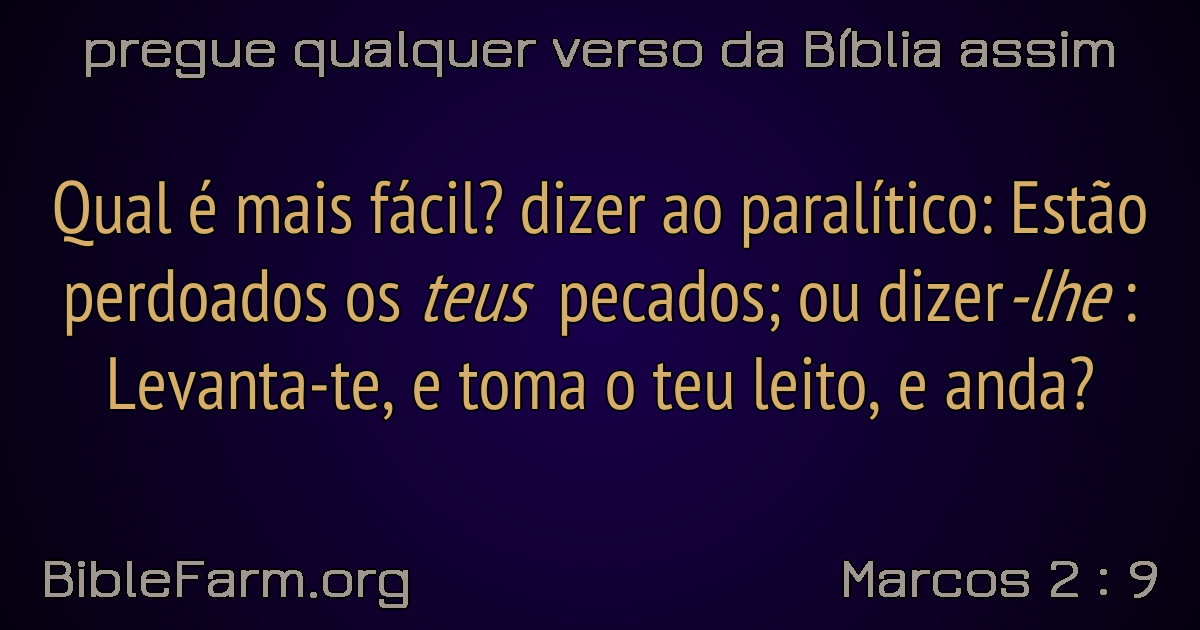 pregue qualquer verso da Bíblia assim
Qual é mais fácil? dizer ao paralítico: Estão
perdoados os teus pecados; ou dizer-lhe:
Levanta-te, e toma o teu leito, e anda?
BibleFarm.org
Marcos 2 : 9